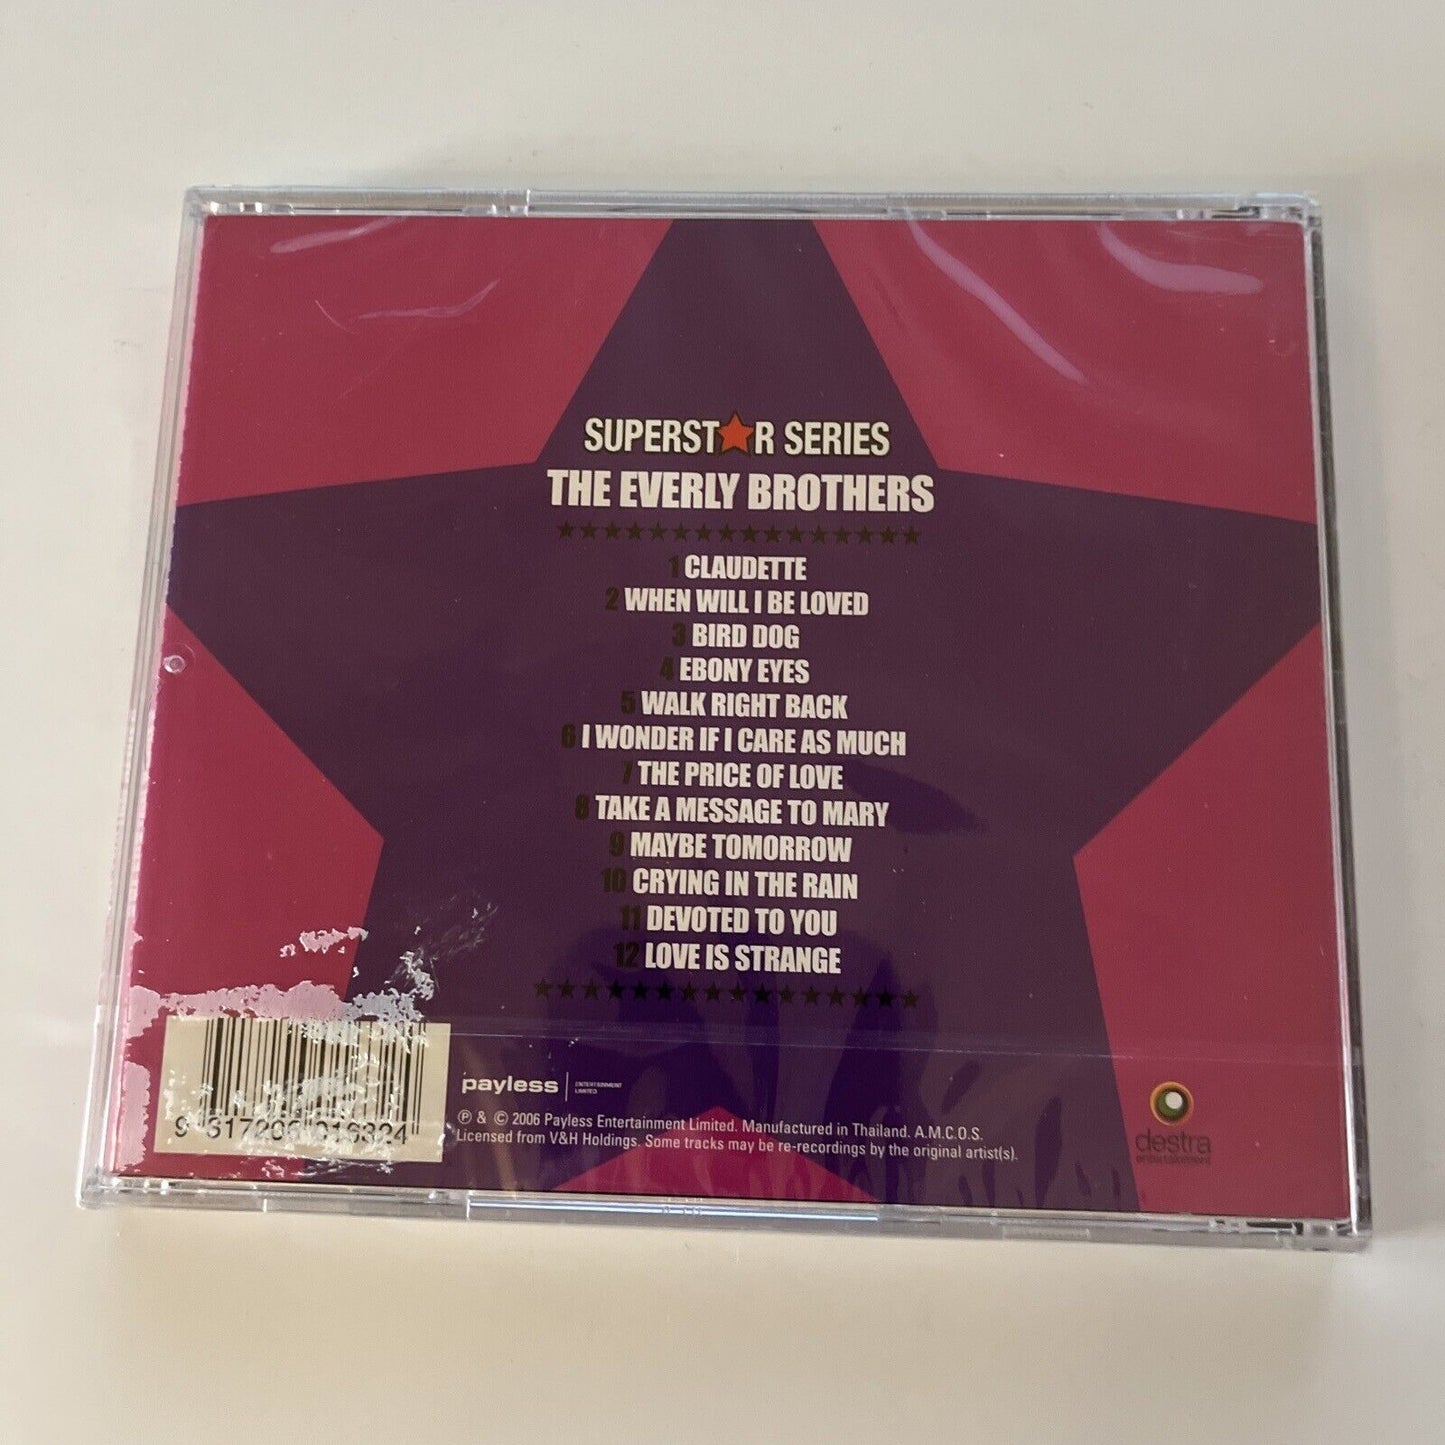 SUPERST★R SERIES
THE EVERLY BROTHERS
1 CLAUDETTE
2 WHEN WILL I BE LOVED
3 BIRD DOG
4 EBONY EYES
5 WALK RIGHT BACK
6 I WONDER IF I CARE AS MUCH
7 THE PRICE OF LOVE
8 TAKE A MESSAGE TO MARY
9 MAYBE TOMORROW
10 CRYING IN THE RAIN
11 DEVOTED TO YOU
12 LOVE IS STRANGE
payless
ENTERTAINMENT
LIMITED
℗ & © 2006 Payless Entertainment Limited. Manufactured in Thailand. A.M.C.O.S.
Licensed from V&H Holdings. Some tracks may be re-recordings by the original artist(s).
destra
entertainment